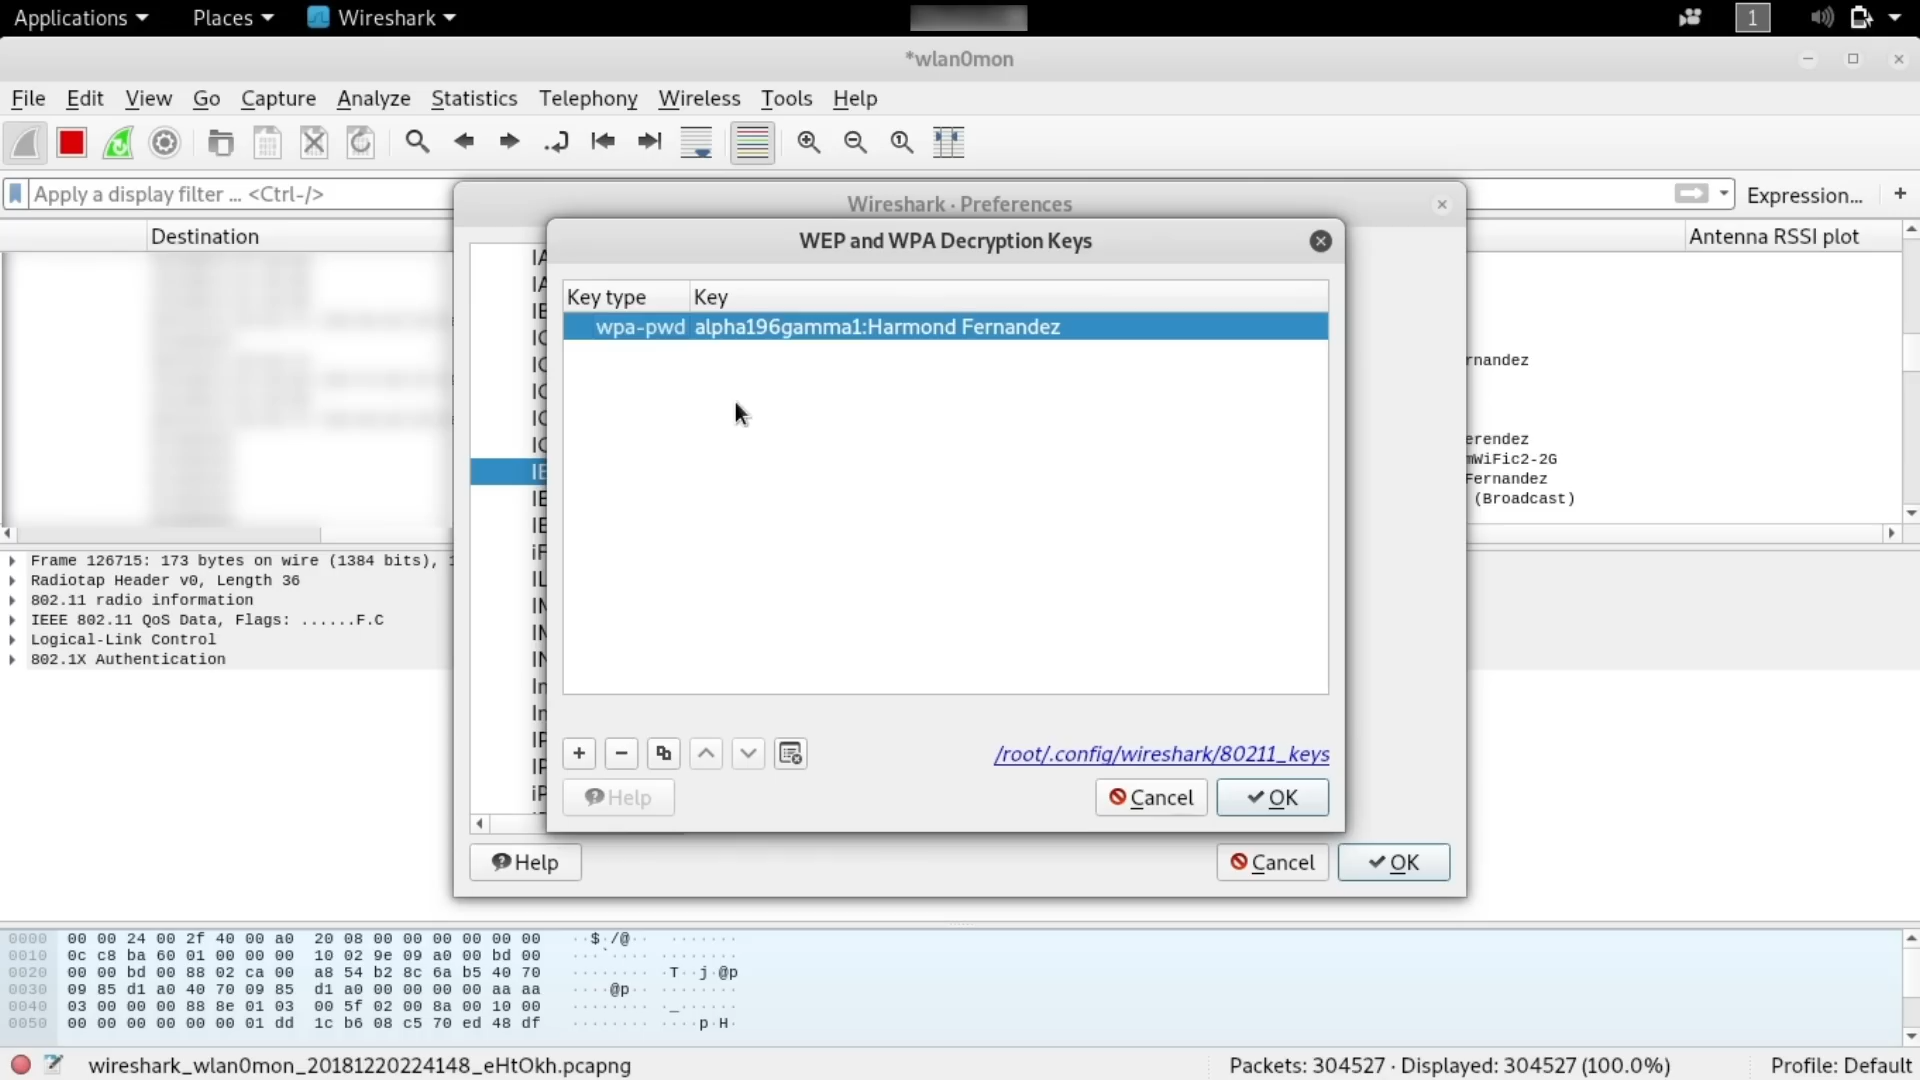 Applications Places Wireshark 1
*wlan0mon
File Edit View Go Capture Analyze Statistics Telephony Wireless Tools Help
Apply a display filter ... <Ctrl-/> Expression... +
Wireshark · Preferences
Destination Antenna RSSI plot
WEP and WPA Decryption Keys
Key type Key
wpa-pwd alpha196gamma1:Harmond Fernandez
rnandez
erendez
mWiFic2-2G
Fernandez
(Broadcast)
Frame 126715: 173 bytes on wire (1384 bits),
Radiotap Header v0, Length 36
802.11 radio information
IEEE 802.11 QoS Data, Flags: ......F.C
Logical-Link Control
802.1X Authentication
/root/.config/wireshark/80211_keys
Help Cancel OK
Help Cancel OK
0000 00 00 24 00 2f 40 00 a0 20 08 00 00 00 00 00 00 ··$·/@·· ········
0010 0c c8 ba 60 01 00 00 00 10 02 9e 09 a0 00 bd 00 ···`···· ········
0020 00 00 bd 00 88 02 ca 00 a8 54 b2 8c 6a b5 40 70 ········ ·T··j·@p
0030 09 85 d1 a0 40 70 09 85 d1 a0 00 00 00 00 aa aa ····@p·· ········
0040 03 00 00 00 88 8e 01 03 00 5f 02 00 8a 00 10 00 ········ ·_······
0050 00 00 00 00 00 00 01 dd 1c b6 08 c5 70 ed 48 df ········ ····p·H·
wireshark_wlan0mon_20181220224148_eHtOkh.pcapng Packets: 304527 · Displayed: 304527 (100.0%) Profile: Default